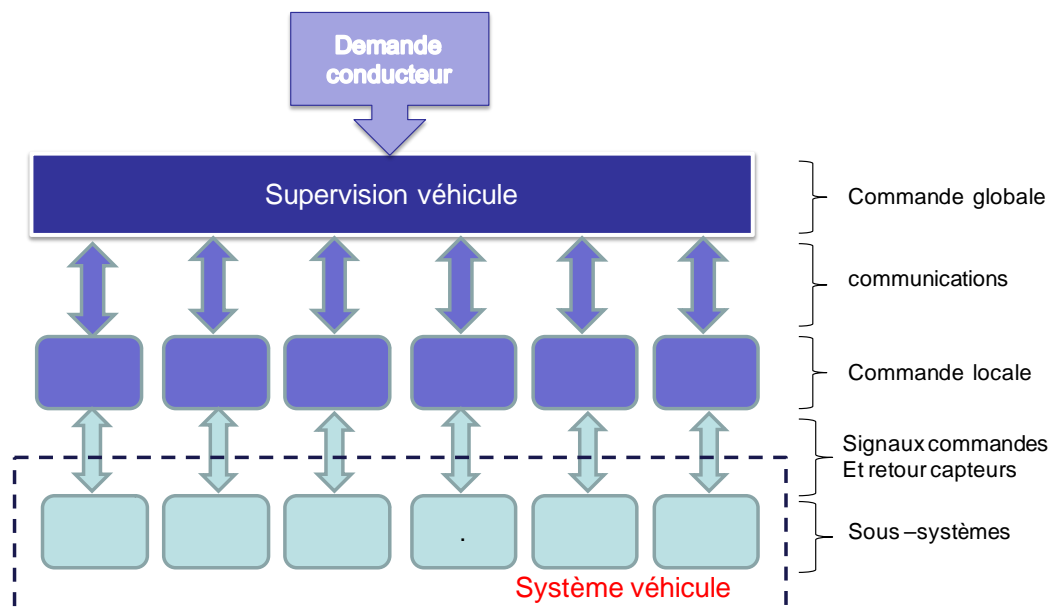 Demande
conducteur
Supervision véhicule
Commande globale
communications
Commande locale
Signaux commandes
Et retour capteurs
.
Sous –systèmes
Système véhicule